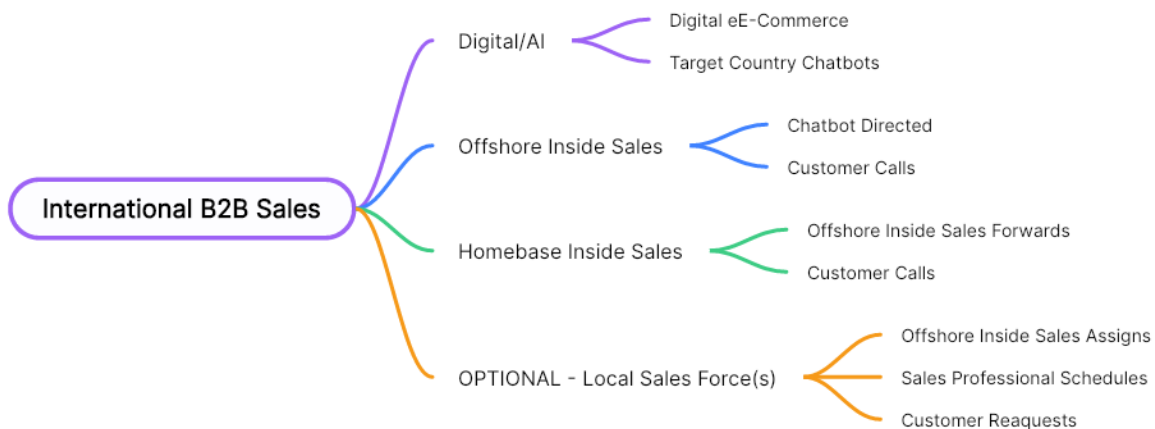 International B2B Sales
Digital/AI
Digital eE-Commerce
Target Country Chatbots
Offshore Inside Sales
Chatbot Directed
Customer Calls
Homebase Inside Sales
Offshore Inside Sales Forwards
Customer Calls
OPTIONAL - Local Sales Force(s)
Offshore Inside Sales Assigns
Sales Professional Schedules
Customer Reaquests